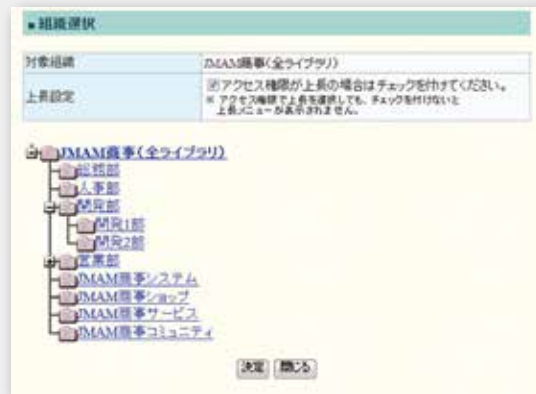 ■組織選択
対象組織 JMAM商事(全ライブラリ)
上長設定 アクセス権限が上長の場合はチェックを付けてください。
※ アクセス権限で上長を選択しても、チェックを付けないと
上長メニューが表示されません。
JMAM商事(全ライブラリ)
総務部
人事部
開発部
開発1部
開発2部
営業部
JMAM商事システム
JMAM商事ショップ
JMAM商事サービス
JMAM商事コミュニティ
決定 閉じる